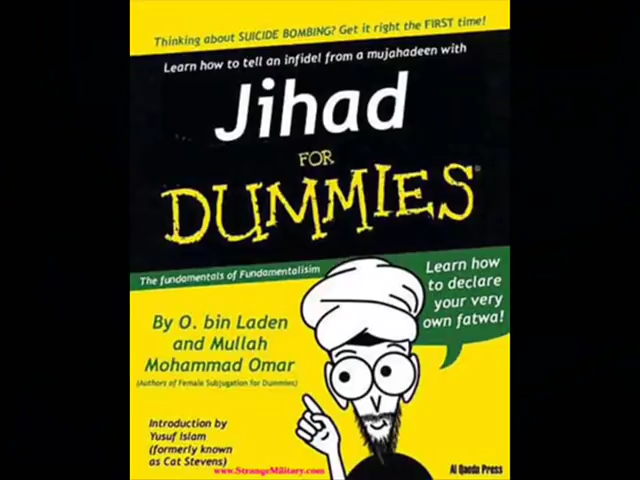 Thinking about SUICIDE BOMBING? Get it right the FIRST time!
Learn how to tell an infidel from a mujahadeen with
Jihad
FOR
DUMMIES®
The fundamentals of Fundamentalisim
Learn how
to declare
your very
own fatwa!
By O. bin Laden
and Mullah
Mohammad Omar
(Authors of Female Subjugation for Dummies)
Introduction by
Yusuf Islam
(formerly known
as Cat Stevens)
www.StrangeMilitary.com
Al Qaeda Press